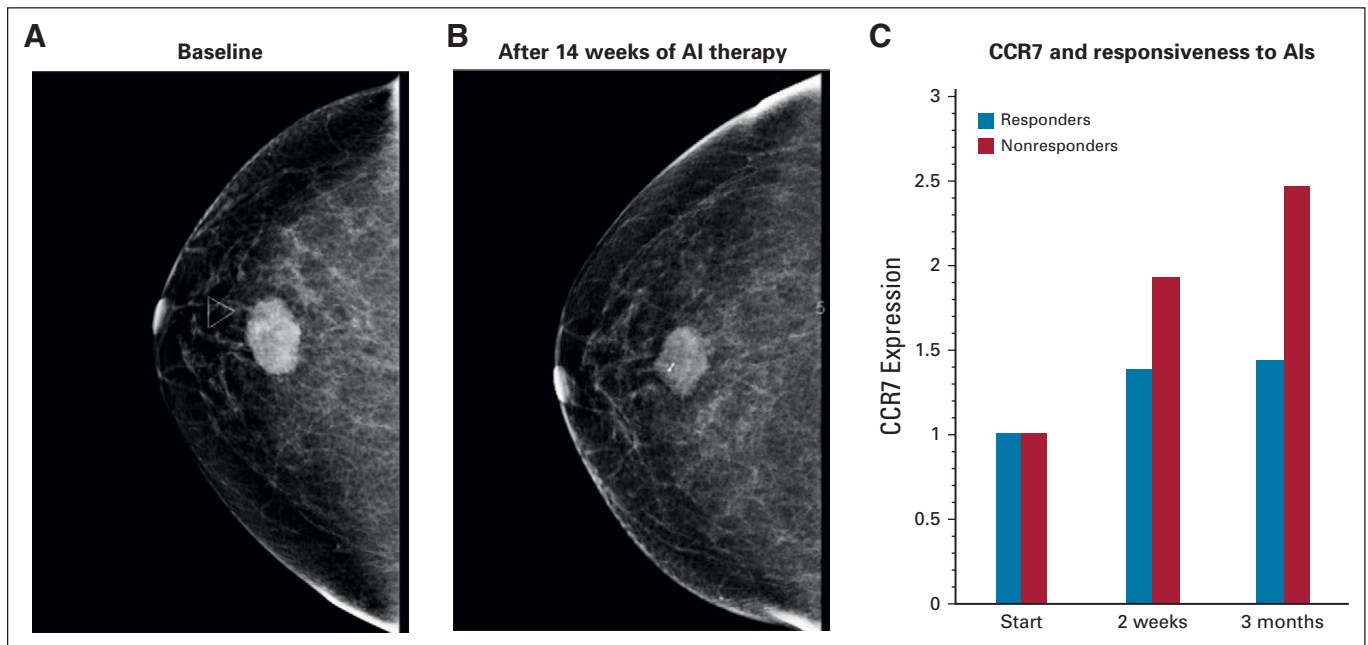 A
Baseline
B
After 14 weeks of AI therapy
5
C
CCR7 and responsiveness to AIs
CCR7 Expression
3
2.5
2
1.5
1
0.5
0
Responders
Nonresponders
Start
2 weeks
3 months